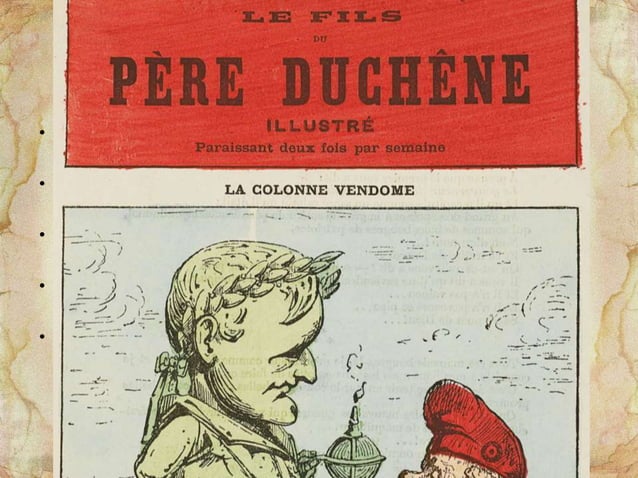 LE FILS
DU
PÈRE DUCHÊNE
ILLUSTRÉ
Paraissant deux fois par semaine
LA COLONNE VENDOME